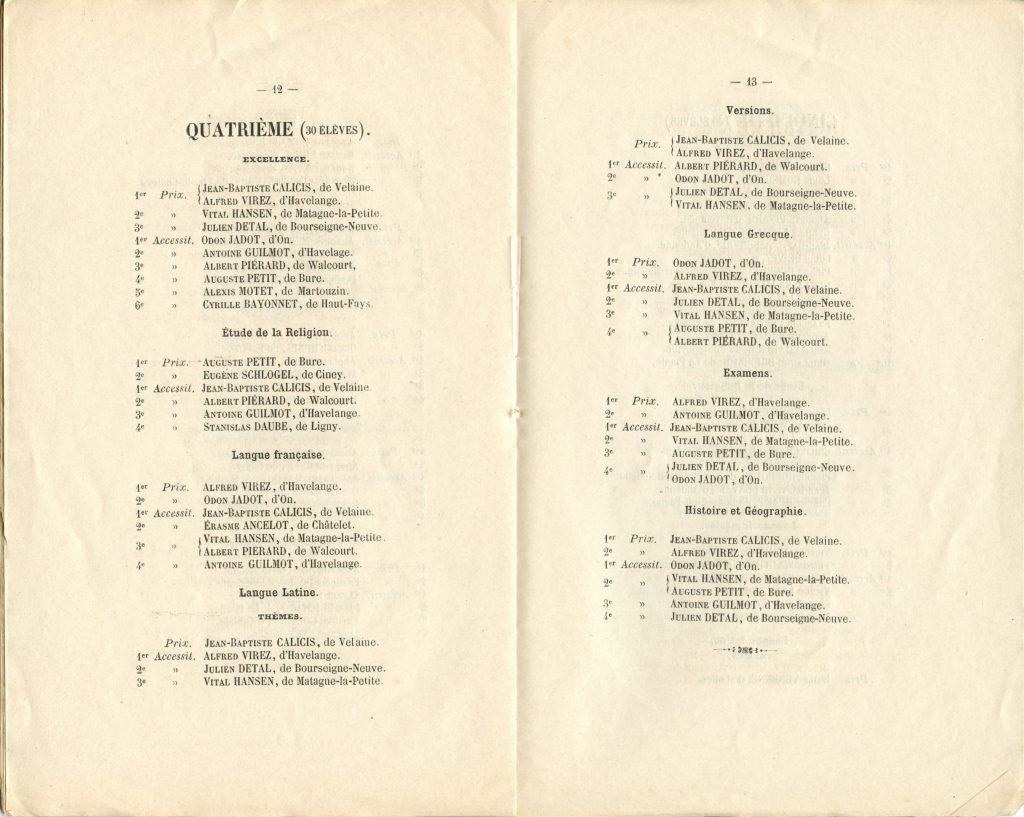 — 12 —
QUATRIÈME (30 ÉLÈVES).
EXCELLENCE.
1er Prix. JEAN-BAPTISTE CALICIS, de Velaine.
ALFRED VIREZ, d'Havelange.
2e » VITAL HANSEN, de Matagne-la-Petite.
3e » JULIEN DETAL, de Bourseigne-Neuve.
1er Accessit. ODON JADOT, d'On.
2e » ANTOINE GUILMOT, d'Havelage.
3e » ALBERT PIÉRARD, de Walcourt,
4e » AUGUSTE PETIT, de Bure.
5e » ALEXIS MOTET, de Martouzin.
6e » CYRILLE BAYONNET, de Haut-Fays.
Étude de la Religion.
1er Prix. AUGUSTE PETIT, de Bure.
2e » EUGÈNE SCHLOGEL, de Ciney.
1er Accessit. JEAN-BAPTISTE CALICIS, de Velaine.
2e » ALBERT PIÉRARD, de Walcourt.
3e » ANTOINE GUILMOT, d'Havelange.
4e » STANISLAS DAUBE, de Ligny.
Langue française.
1er Prix. ALFRED VIREZ, d'Havelange.
2e » ODON JADOT, d'On.
1er Accessit. JEAN-BAPTISTE CALICIS, de Velaine.
2e » ÉRASME ANCELOT, de Châtelet.
3e » VITAL HANSEN, de Matagne-la-Petite.
ALBERT PIERARD, de Walcourt.
4e » ANTOINE GUILMOT, d'Havelange.
Langue Latine.
THÈMES.
Prix. JEAN-BAPTISTE CALICIS, de Velaine.
1er Accessit. ALFRED VIREZ, d'Havelange.
2e » JULIEN DETAL, de Bourseigne-Neuve.
3e » VITAL HANSEN, de Matagne-la-Petite.
— 13 —
Versions.
Prix. JEAN-BAPTISTE CALICIS, de Velaine.
ALFRED VIREZ, d'Havelange.
1er Accessit. ALBERT PIÉRARD, de Walcourt.
2e » ODON JADOT, d'On.
3e » JULIEN DETAL, de Bourseigne-Neuve.
VITAL HANSEN, de Matagne-la-Petite.
Langue Grecque.
1er Prix. ODON JADOT, d'On.
2e » ALFRED VIREZ, d'Havelange.
1er Accessit. JEAN-BAPTISTE CALICIS, de Velaine.
2e » JULIEN DETAL, de Bourseigne-Neuve.
3e » VITAL HANSEN, de Matagne-la-Petite.
4e » AUGUSTE PETIT, de Bure.
ALBERT PIÉRARD, de Walcourt.
Examens.
1er Prix. ALFRED VIREZ, d'Havelange.
2e » ANTOINE GUILMOT, d'Havelange.
1er Accessit. JEAN-BAPTISTE CALICIS, de Velaine.
2e » VITAL HANSEN, de Matagne-la-Petite.
3e » AUGUSTE PETIT, de Bure.
4e » JULIEN DETAL, de Bourseigne-Neuve.
ODON JADOT, d'On.
Histoire et Géographie.
1er Prix. JEAN-BAPTISTE CALICIS, de Velaine.
2e » ALFRED VIREZ, d'Havelange.
1er Accessit. ODON JADOT, d'On.
2e » VITAL HANSEN, de Matagne-la-Petite.
AUGUSTE PETIT, de Bure.
3e » ANTOINE GUILMOT, d'Havelange.
4e » JULIEN DETAL, de Bourseigne-Neuve.